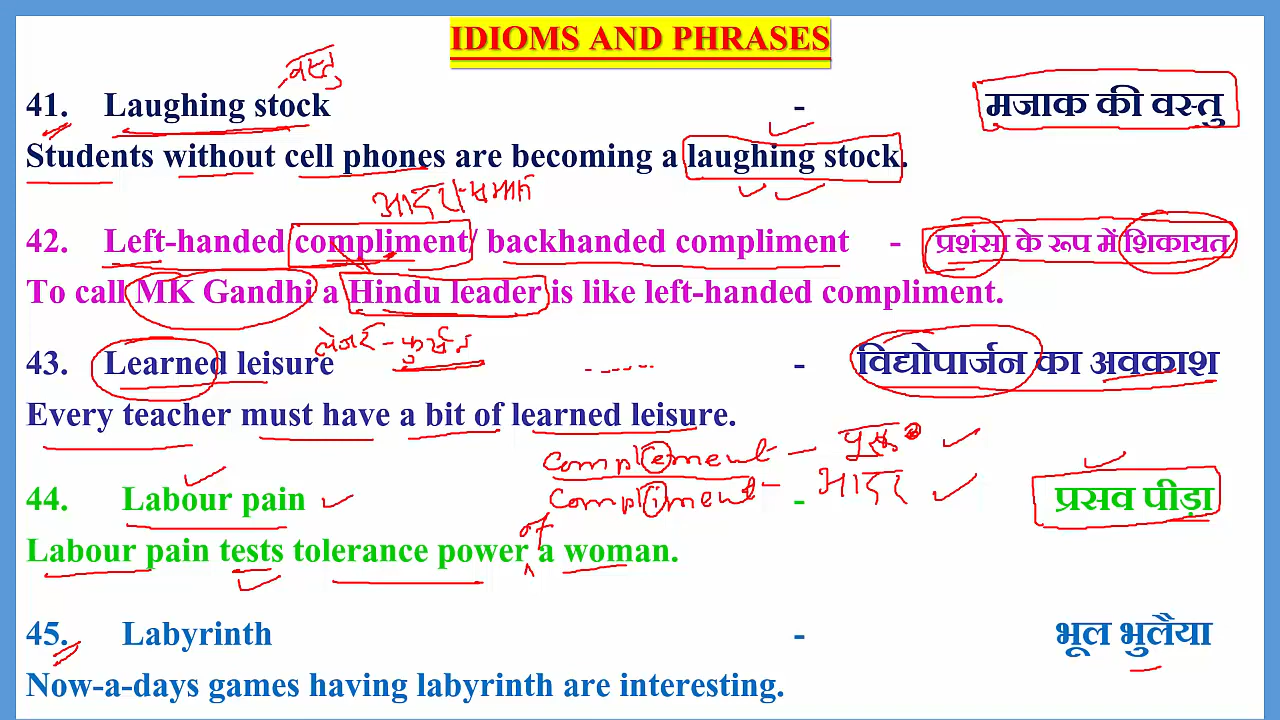 IDIOMS AND PHRASES
वस्तु
41. Laughing stock - मजाक की वस्तु
Students without cell phones are becoming a laughing stock.
आदर-सम्मान
42. Left-handed compliment/ backhanded compliment - प्रशंसा के रूप में शिकायत
To call MK Gandhi a Hindu leader is like left-handed compliment.
लेजर - फुर्सत
43. Learned leisure - विद्योपार्जन का अवकाश
Every teacher must have a bit of learned leisure.
complement - पूरक
compliment - आदर
44. Labour pain - प्रसव पीड़ा
of
Labour pain tests tolerance power a woman.
45. Labyrinth - भूल भुलैया
Now-a-days games having labyrinth are interesting.